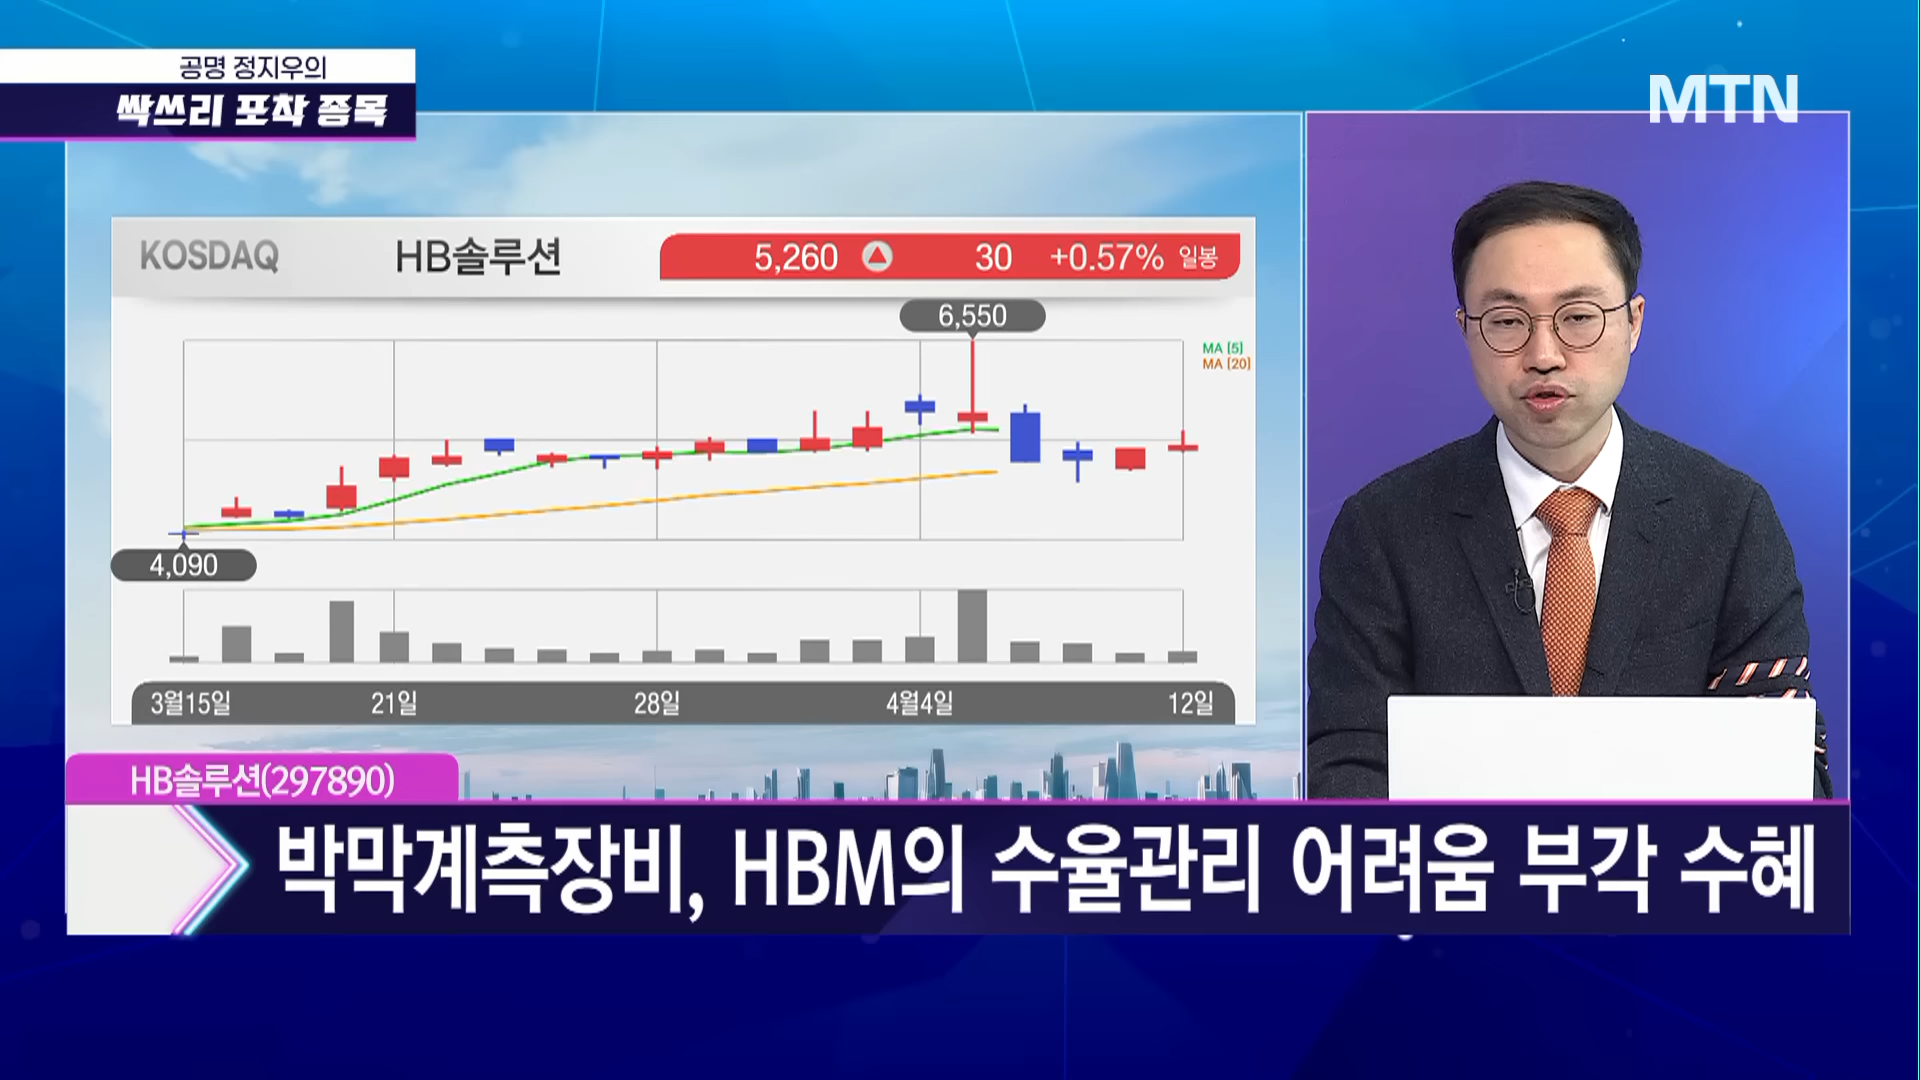 공명 정지우의
싹쓰리 포착 종목
MTN
KOSDAQ HB솔루션 5,260 30 +0.57% 일봉
6,550
MA [5]
MA [20]
4,090
3월15일 21일 28일 4월4일 12일
HB솔루션(297890)
박막계측장비, HBM의 수율관리 어려움 부각 수혜